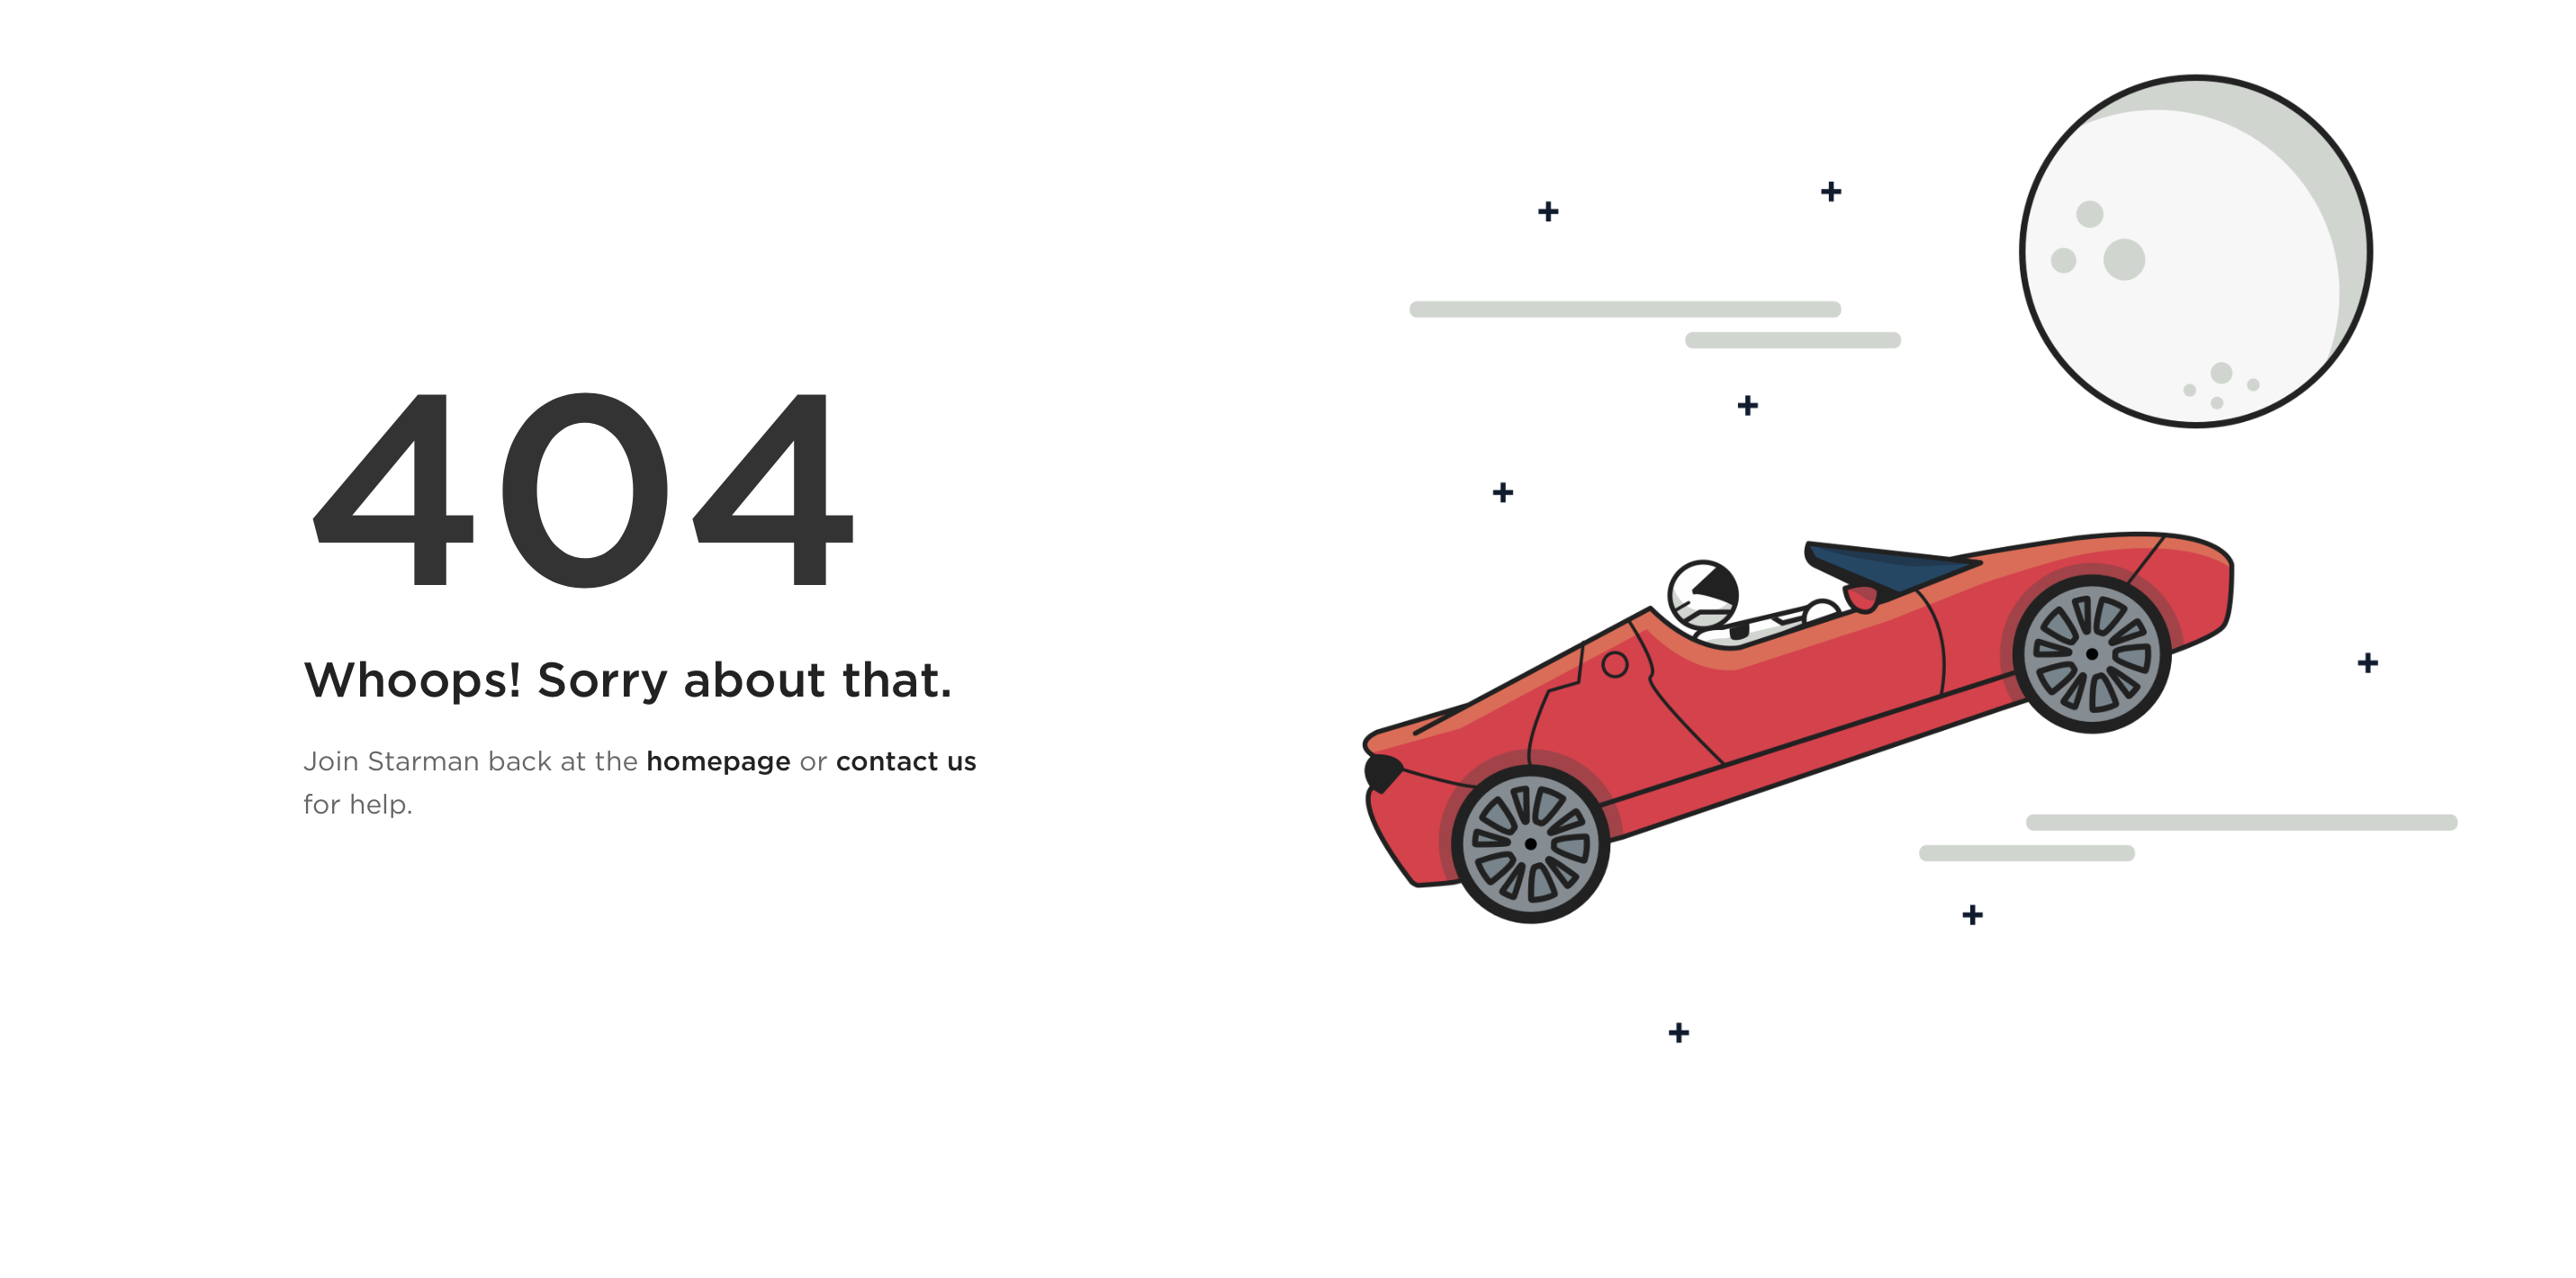 404
Whoops! Sorry about that.
Join Starman back at the homepage or contact us
for help.